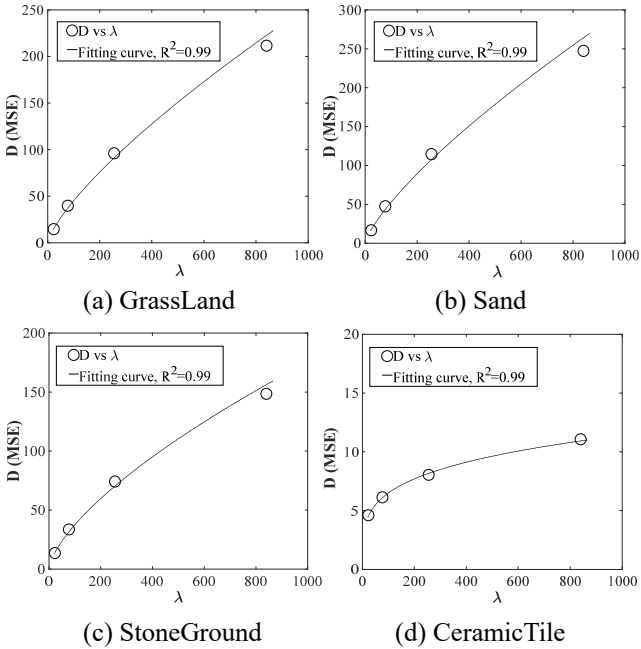 250
200
150
100
50
0
D (MSE)
D vs λ
Fitting curve, R²=0.99
0 200 400 600 800 1000
λ
(a) GrassLand
300
250
200
150
100
50
0
D (MSE)
D vs λ
Fitting curve, R²=0.99
0 200 400 600 800 1000
λ
(b) Sand
200
150
100
50
0
D (MSE)
D vs λ
Fitting curve, R²=0.99
0 200 400 600 800 1000
λ
(c) StoneGround
20
15
10
5
0
D (MSE)
D vs λ
Fitting curve, R²=0.99
0 200 400 600 800 1000
λ
(d) CeramicTile